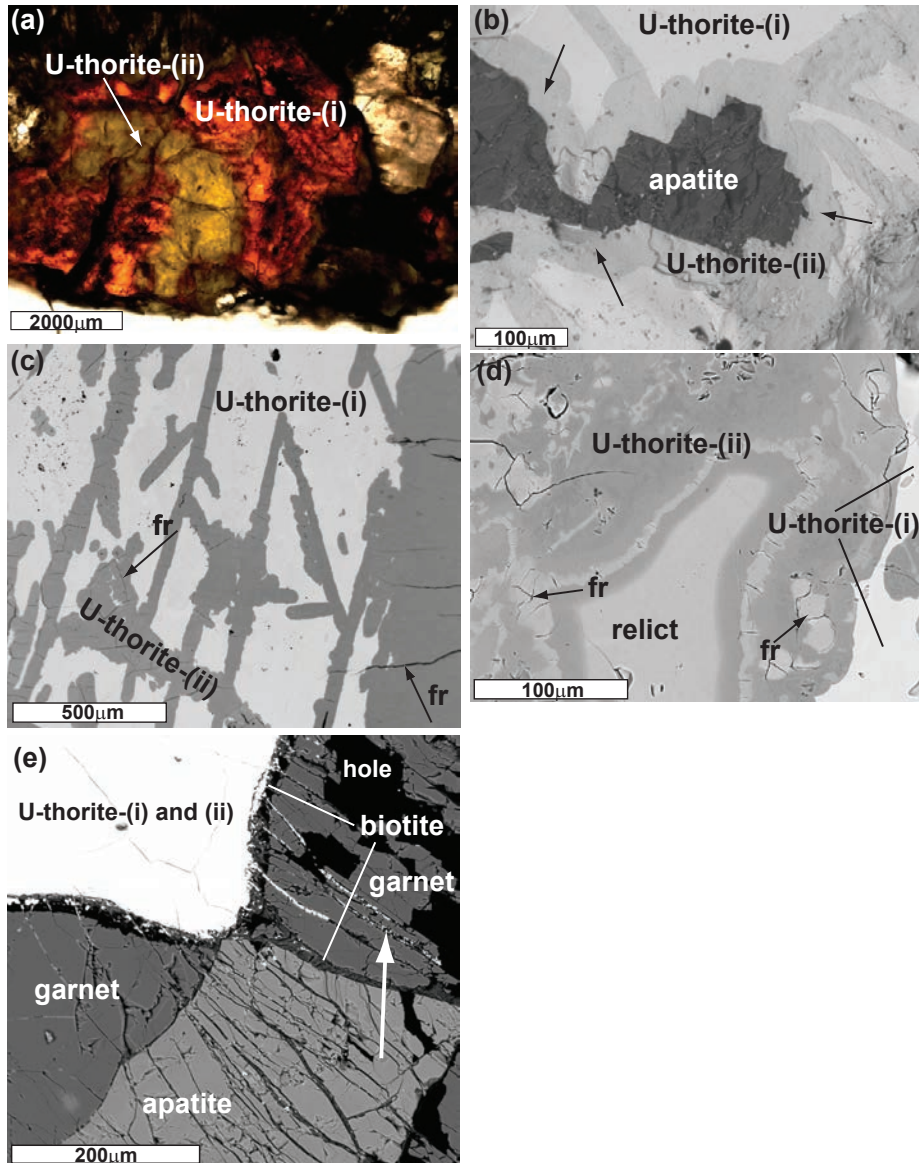 (a)
U-thorite-(ii)
U-thorite-(i)
2000µm
(b)
U-thorite-(i)
apatite
U-thorite-(ii)
100µm
(c)
U-thorite-(i)
fr
U-thorite-(ii)
fr
500µm
(d)
U-thorite-(ii)
U-thorite-(i)
fr
relict
fr
100µm
(e)
hole
U-thorite-(i) and (ii)
biotite
garnet
garnet
apatite
200µm